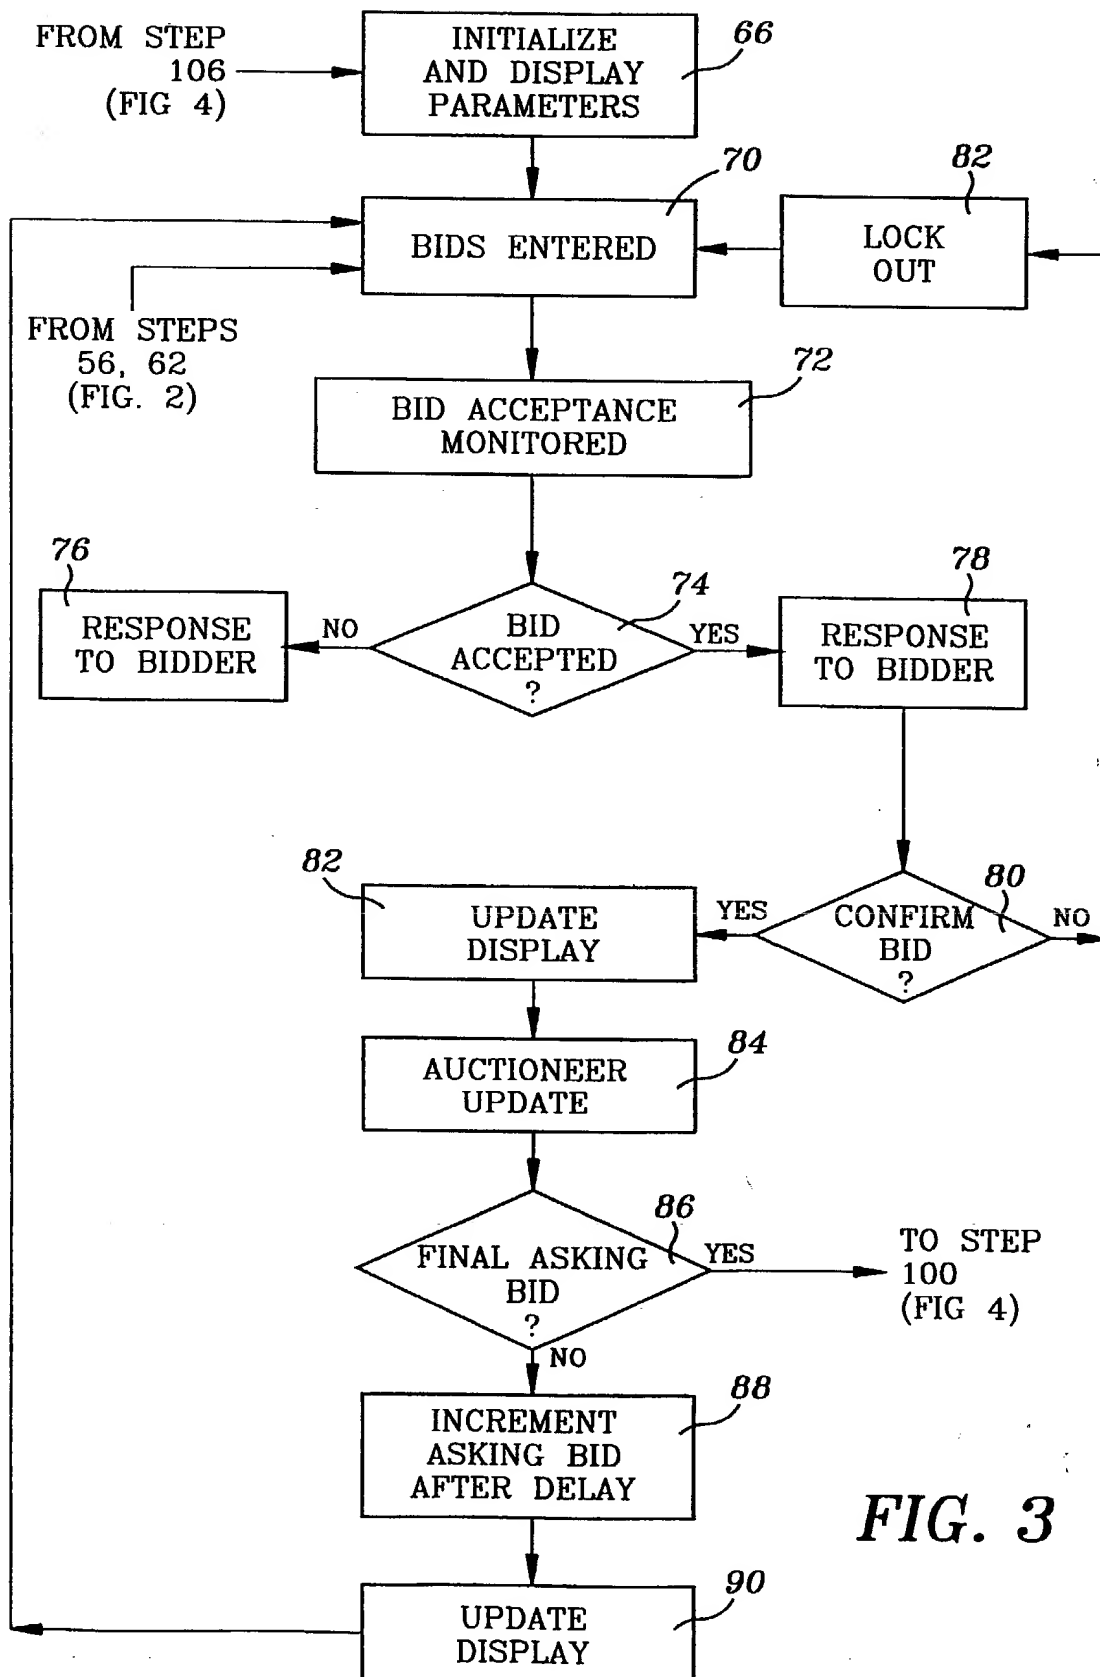 FROM STEP
106
(FIG 4)
INITIALIZE
AND DISPLAY
PARAMETERS
66
70
BIDS ENTERED
82
LOCK
OUT
FROM STEPS
56, 62
(FIG. 2)
72
BID ACCEPTANCE
MONITORED
76
RESPONSE
TO BIDDER
NO
74
BID
ACCEPTED
?
YES
78
RESPONSE
TO BIDDER
80
CONFIRM
BID
?
NO
YES
82
UPDATE
DISPLAY
84
AUCTIONEER
UPDATE
86
FINAL ASKING
BID
?
YES
TO STEP
100
(FIG 4)
NO
88
INCREMENT
ASKING BID
AFTER DELAY
90
UPDATE
DISPLAY
FIG. 3